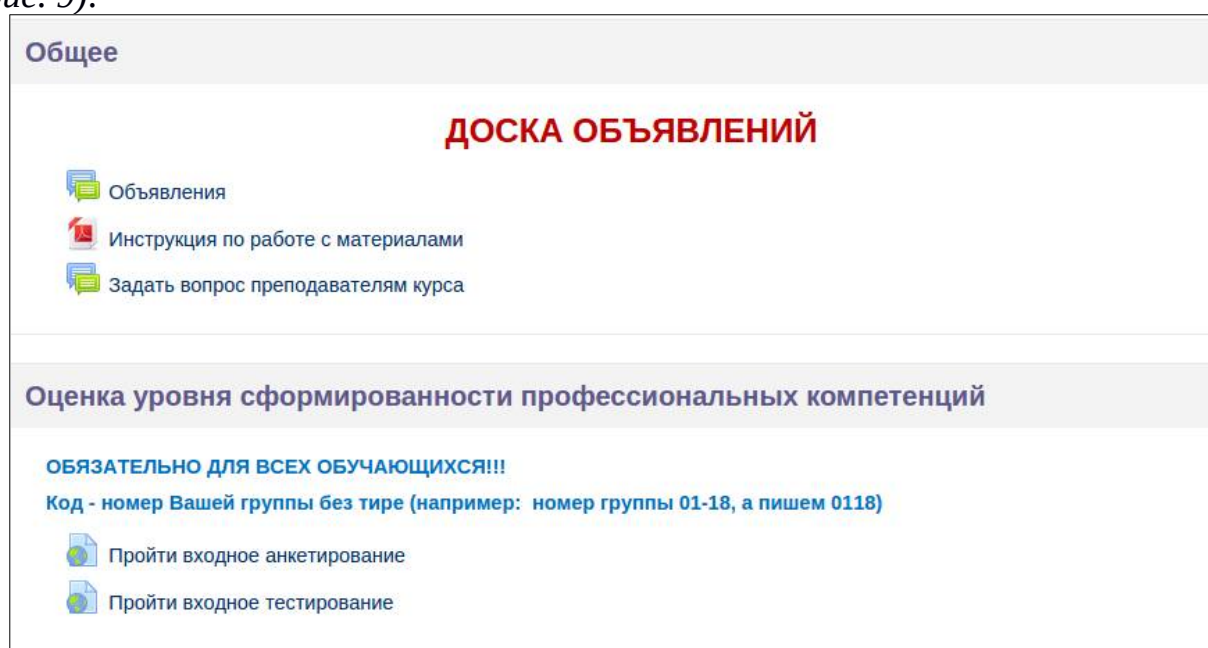 Общее
ДОСКА ОБЪЯВЛЕНИЙ
Объявления
Инструкция по работе с материалами
Задать вопрос преподавателям курса
Оценка уровня сформированности профессиональных компетенций
ОБЯЗАТЕЛЬНО ДЛЯ ВСЕХ ОБУЧАЮЩИХСЯ!!!
Код - номер Вашей группы без тире (например: номер группы 01-18, а пишем 0118)
Пройти входное анкетирование
Пройти входное тестирование